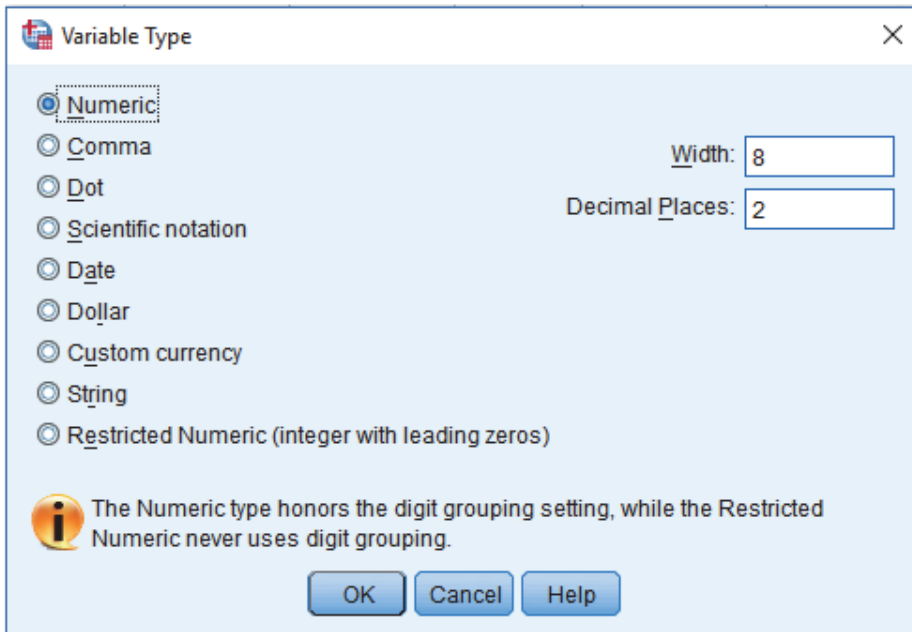 Variable Type
Numeric
Comma
Dot
Scientific notation
Date
Dollar
Custom currency
String
Restricted Numeric (integer with leading zeros)
Width: 8
Decimal Places: 2
The Numeric type honors the digit grouping setting, while the Restricted
Numeric never uses digit grouping.
OK Cancel Help